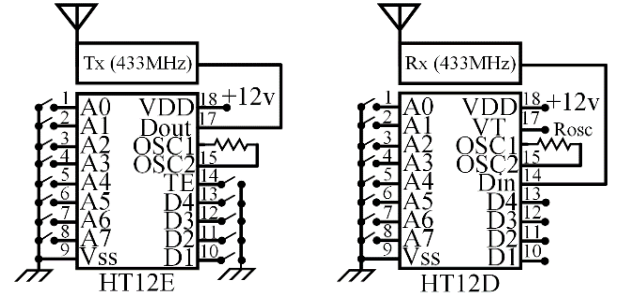 Tx (433MHz)
1 A0 VDD 18 +12v
2 A1 Dout 17
3 A2 OSC1
4 A3 OSC2 15
5 A4 TE 14
6 A5 D4 13
7 A6 D3 12
8 A7 D2 11
9 Vss D1 10
HT12E
Rx (433MHz)
1 A0 VDD 18 +12v
2 A1 VT 17
3 A2 OSC1 Rosc
4 A3 OSC2 15
5 A4 Din 14
6 A5 D4 13
7 A6 D3 12
8 A7 D2 11
9 Vss D1 10
HT12D